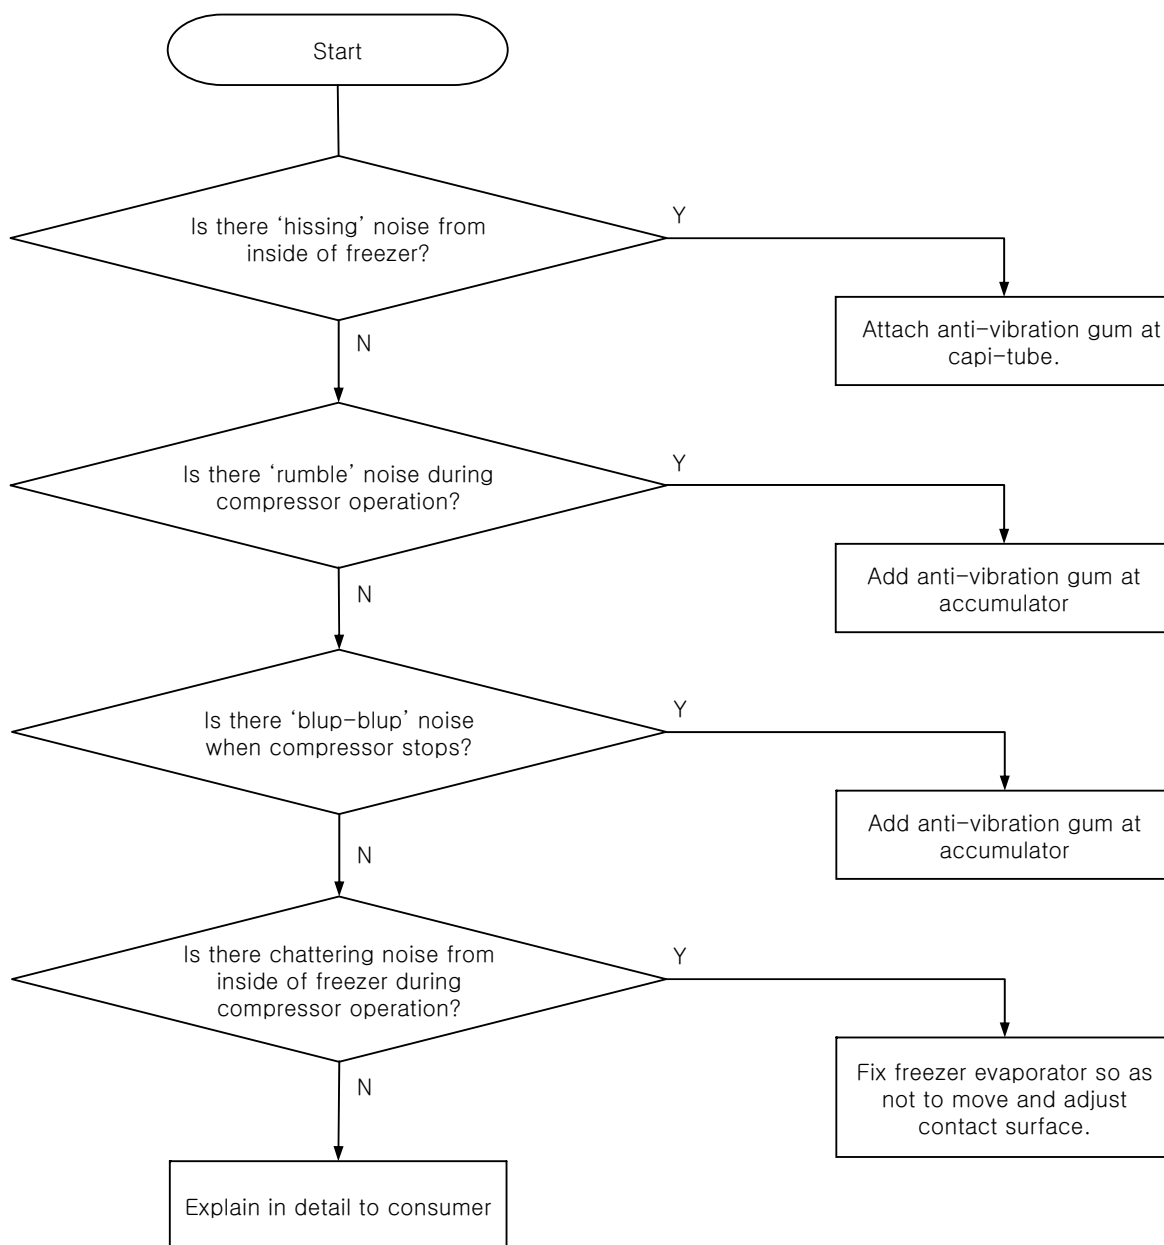 Start
Is there ‘hissing’ noise from
inside of freezer?
Y
Attach anti-vibration gum at
capi-tube.
N
Is there ‘rumble’ noise during
compressor operation?
Y
Add anti-vibration gum at
accumulator
N
Is there ‘blup-blup’ noise
when compressor stops?
Y
Add anti-vibration gum at
accumulator
N
Is there chattering noise from
inside of freezer during
compressor operation?
Y
Fix freezer evaporator so as
not to move and adjust
contact surface.
N
Explain in detail to consumer